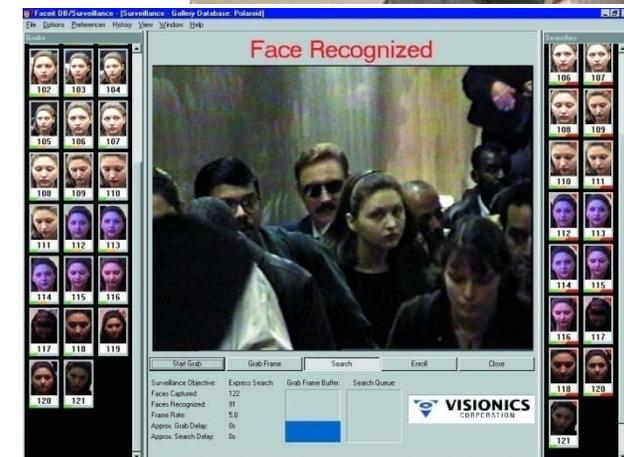 FaceIt DB/Surveillance - [Surveillance - Gallery Database: Polaroid]
File Options Preferences History View Window Help
Grabs
Searches
Face Recognized
102 103 104
105 106 107
108 109 110
111 112 113
114 115 116
117 118 119
120 121
106 107
108 109
110 111
112 113
114 115
116 117
118 120
121
Start Grab Grab Frame Search Enroll Close
Surveillance Objective: Express Search
Faces Captured: 122
Faces Recognized: 91
Frame Rate: 5.8
Approx. Grab Delay: 0s
Approx. Search Delay: 0s
Grab Frame Buffer: Search Queue:
VISIONICS
CORPORATION